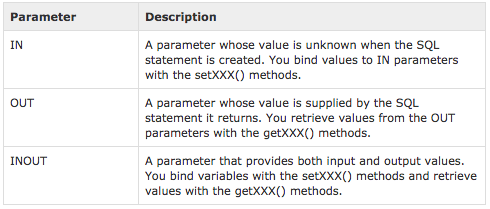 Parameter Description
IN A parameter whose value is unknown when the SQL
statement is created. You bind values to IN parameters
with the setXXX() methods.
OUT A parameter whose value is supplied by the SQL
statement it returns. You retrieve values from the OUT
parameters with the getXXX() methods.
INOUT A parameter that provides both input and output values.
You bind variables with the setXXX() methods and retrieve
values with the getXXX() methods.